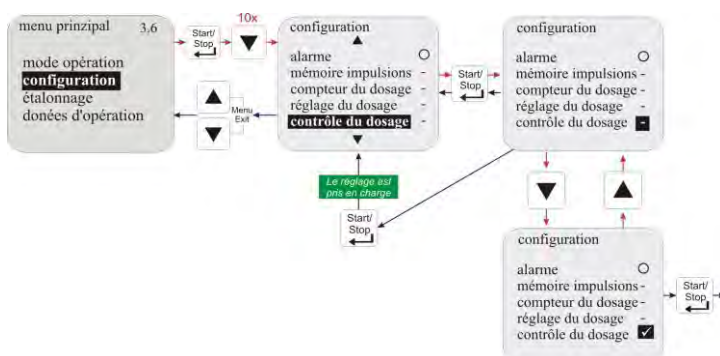 menu prinzipal 3,6
mode opération
configuration
étalonnage
donées d'opération
Start/
Stop
10x
Menu
Exit
configuration
alarme
mémoire impulsions -
compteur du dosage -
réglage du dosage -
contrôle du dosage -
Start/
Stop
configuration
alarme
mémoire impulsions -
compteur du dosage -
réglage du dosage -
contrôle du dosage -
Le réglage est
pris en charge
Start/
Stop
configuration
alarme
mémoire impulsions -
compteur du dosage -
réglage du dosage -
contrôle du dosage ✓
Start/
Stop